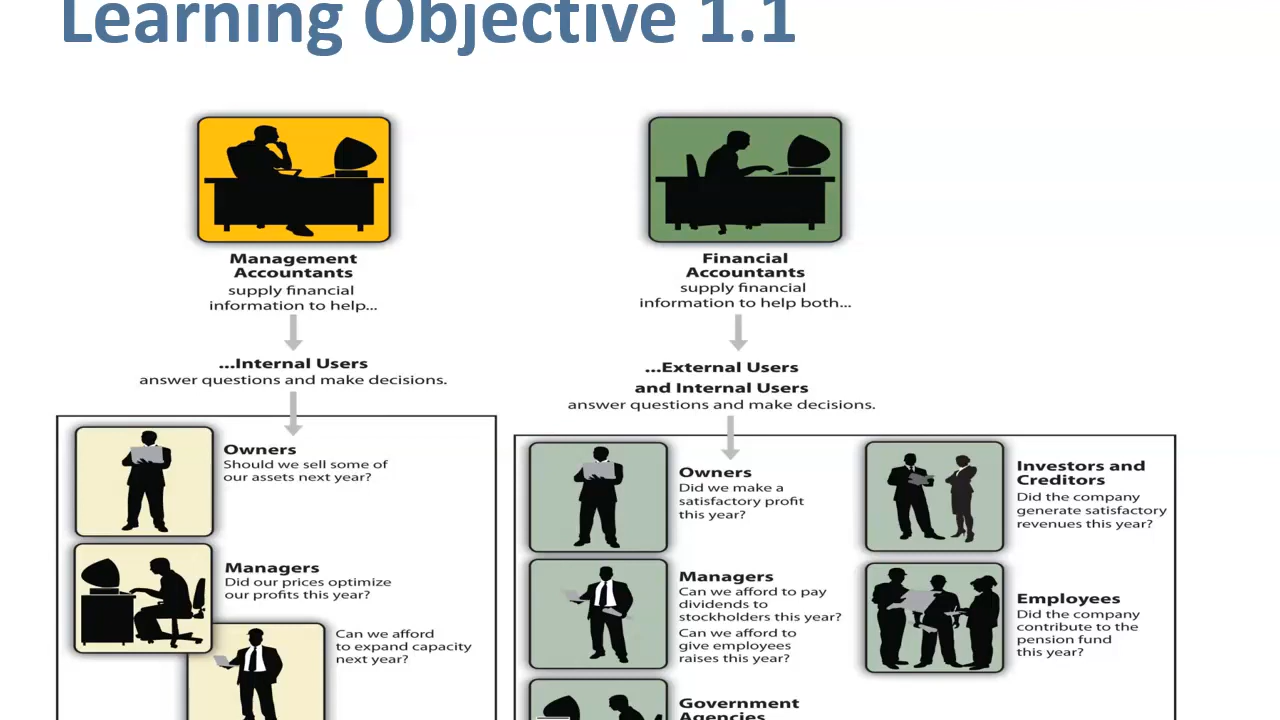 Learning Objective 1.1
Management
Accountants
supply financial
information to help...
...Internal Users
answer questions and make decisions.
Owners
Should we sell some of
our assets next year?
Managers
Did our prices optimize
our profits this year?
Can we afford
to expand capacity
next year?
Financial
Accountants
supply financial
information to help both...
...External Users
and Internal Users
answer questions and make decisions.
Owners
Did we make a
satisfactory profit
this year?
Managers
Can we afford to pay
dividends to
stockholders this year?
Can we afford to
give employees
raises this year?
Government
Agencies
Investors and
Creditors
Did the company
generate satisfactory
revenues this year?
Employees
Did the company
contribute to the
pension fund
this year?